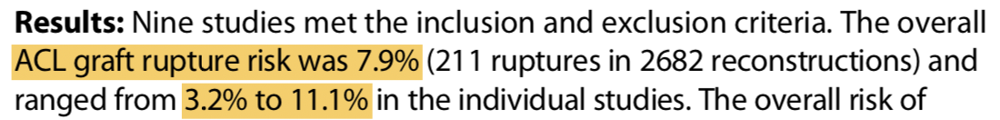 Results: Nine studies met the inclusion and exclusion criteria. The overall
ACL graft rupture risk was 7.9% (211 ruptures in 2682 reconstructions) and
ranged from 3.2% to 11.1% in the individual studies. The overall risk of